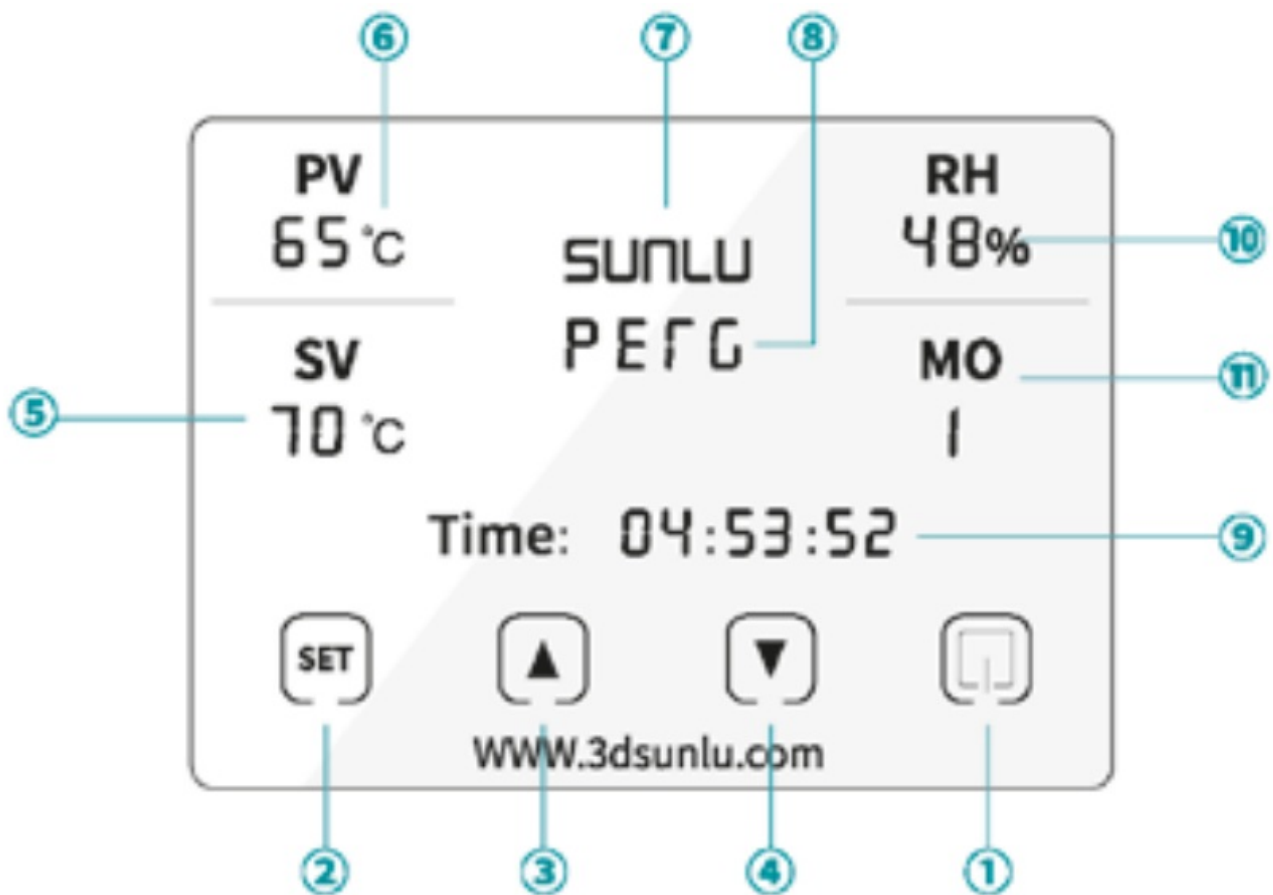 ⑥ ⑦ ⑧
PV
65 °C
SUNLU
PETG
RH
48%
⑩
SV
70 °C
⑤
MO
1
⑪
Time: 04:53:52
⑨
SET ▲ ▼
WWW.3dsunlu.com
② ③ ④ ①